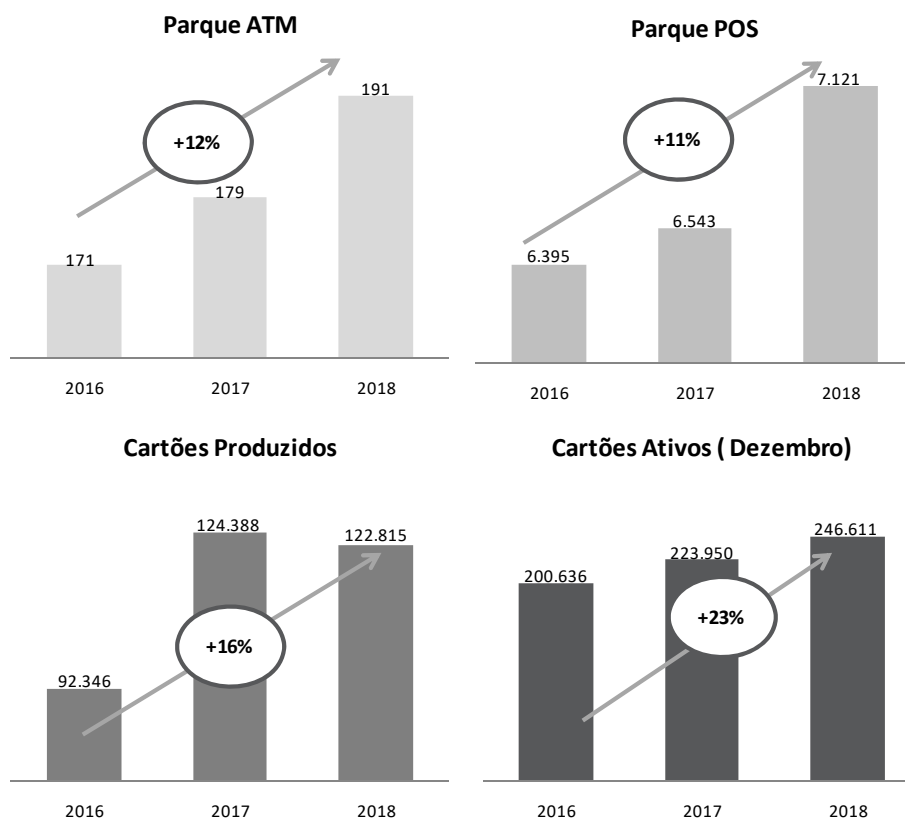 Parque ATM
191
+12%
179
171
2016 2017 2018
Parque POS
7.121
+11%
6.543
6.395
2016 2017 2018
Cartões Produzidos
124.388
122.815
+16%
92.346
2016 2017 2018
Cartões Ativos ( Dezembro)
246.611
223.950
200.636
+23%
2016 2017 2018